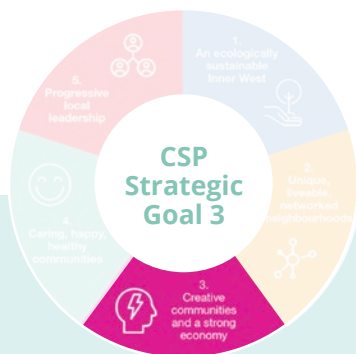 1.
An ecologically
sustainable
Inner West
2.
Unique,
liveable,
networked
neighbourhoods
3.
Creative
communities
and a strong
economy
4.
Caring, happy,
healthy
communities
5.
Progressive
local
leadership
CSP
Strategic
Goal 3